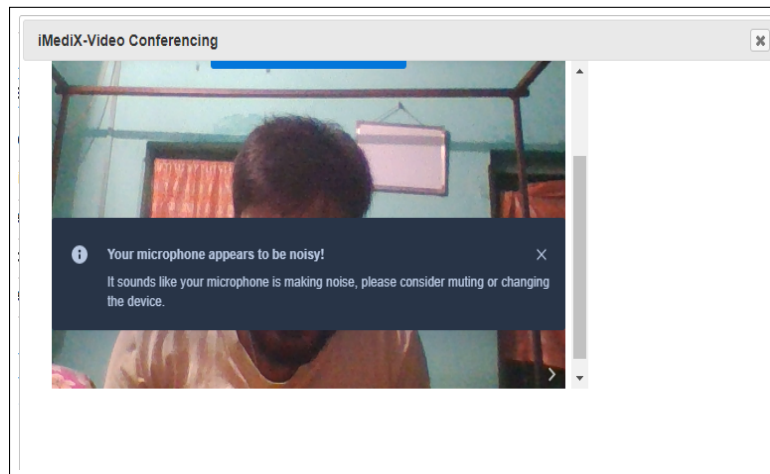 iMediX-Video Conferencing
Your microphone appears to be noisy!
It sounds like your microphone is making noise, please consider muting or changing
the device.